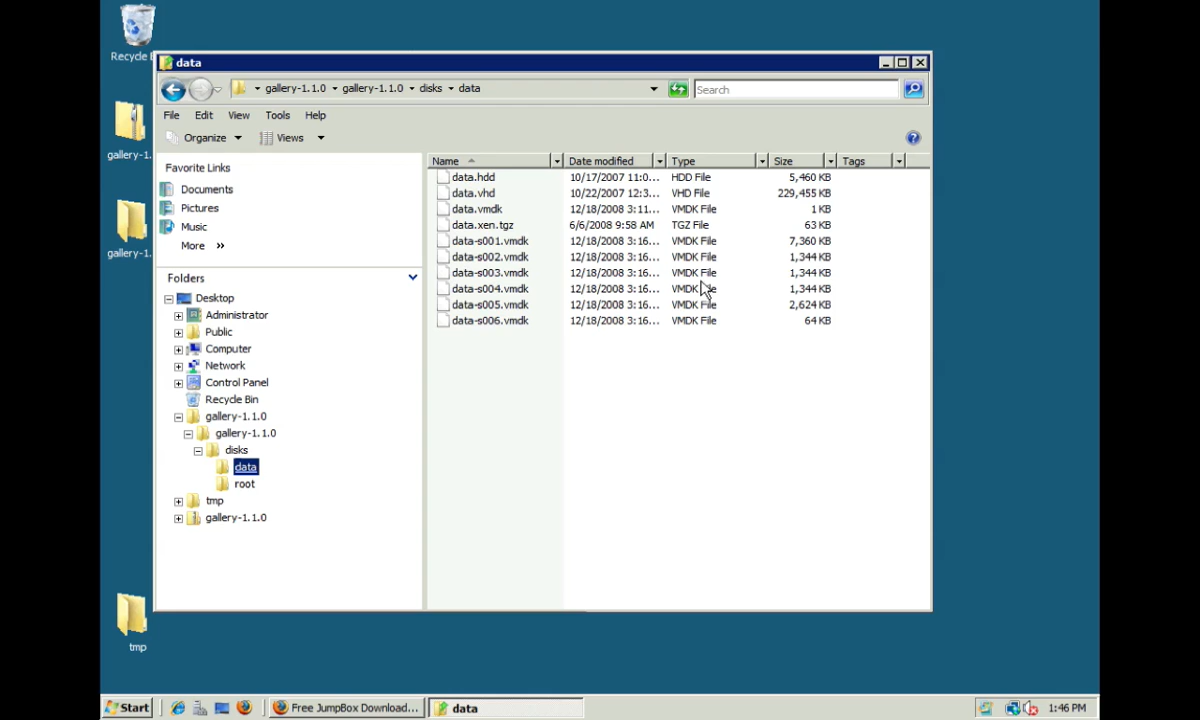 Recycle B
data
gallery-1.1.0 gallery-1.1.0 disks data
Search
File Edit View Tools Help
Organize Views
gallery-1.
gallery-1.
tmp
Favorite Links
Documents
Pictures
Music
More »
Folders
Desktop
Administrator
Public
Computer
Network
Control Panel
Recycle Bin
gallery-1.1.0
gallery-1.1.0
disks
data
root
tmp
gallery-1.1.0
Name Date modified Type Size Tags
data.hdd 10/17/2007 11:0... HDD File 5,460 KB
data.vhd 10/22/2007 12:3... VHD File 229,455 KB
data.vmdk 12/18/2008 3:11... VMDK File 1 KB
data.xen.tgz 6/6/2008 9:58 AM TGZ File 63 KB
data-s001.vmdk 12/18/2008 3:16... VMDK File 7,360 KB
data-s002.vmdk 12/18/2008 3:16... VMDK File 1,344 KB
data-s003.vmdk 12/18/2008 3:16... VMDK File 1,344 KB
data-s004.vmdk 12/18/2008 3:16... VMDK File 1,344 KB
data-s005.vmdk 12/18/2008 3:16... VMDK File 2,624 KB
data-s006.vmdk 12/18/2008 3:16... VMDK File 64 KB
Start Free JumpBox Download... data 1:46 PM